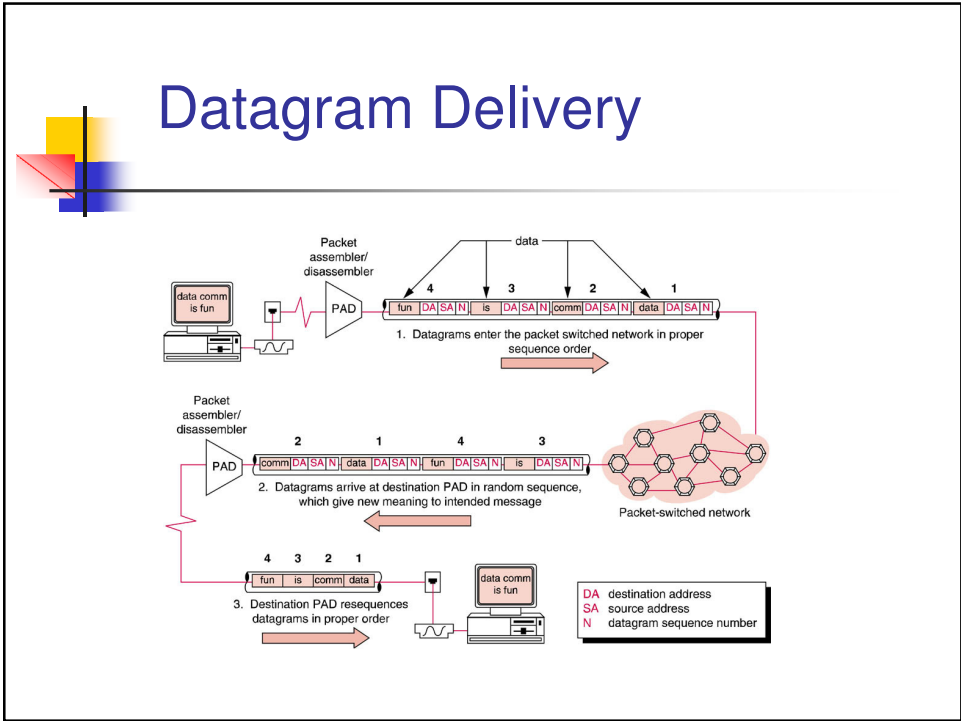 Datagram Delivery
Packet
assembler/
disassembler
data
4 3 2 1
data comm
is fun
PAD
fun DA SA N is DA SA N comm DA SA N data DA SA N
1. Datagrams enter the packet switched network in proper
sequence order
Packet
assembler/
disassembler
2 1 4 3
PAD
comm DA SA N data DA SA N fun DA SA N is DA SA N
2. Datagrams arrive at destination PAD in random sequence,
which give new meaning to intended message
Packet-switched network
4 3 2 1
fun is comm data
3. Destination PAD resequences
datagrams in proper order
data comm
is fun
DA destination address
SA source address
N datagram sequence number